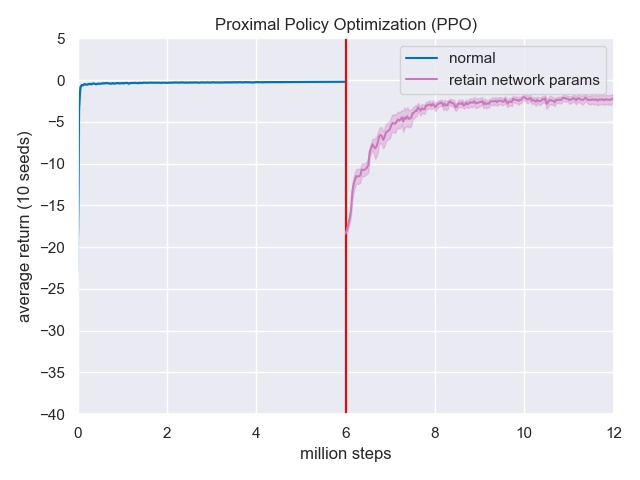 Proximal Policy Optimization (PPO)
normal
retain network params
average return (10 seeds)
5
0
−5
−10
−15
−20
−25
−30
−35
−40
0 2 4 6 8 10 12
million steps